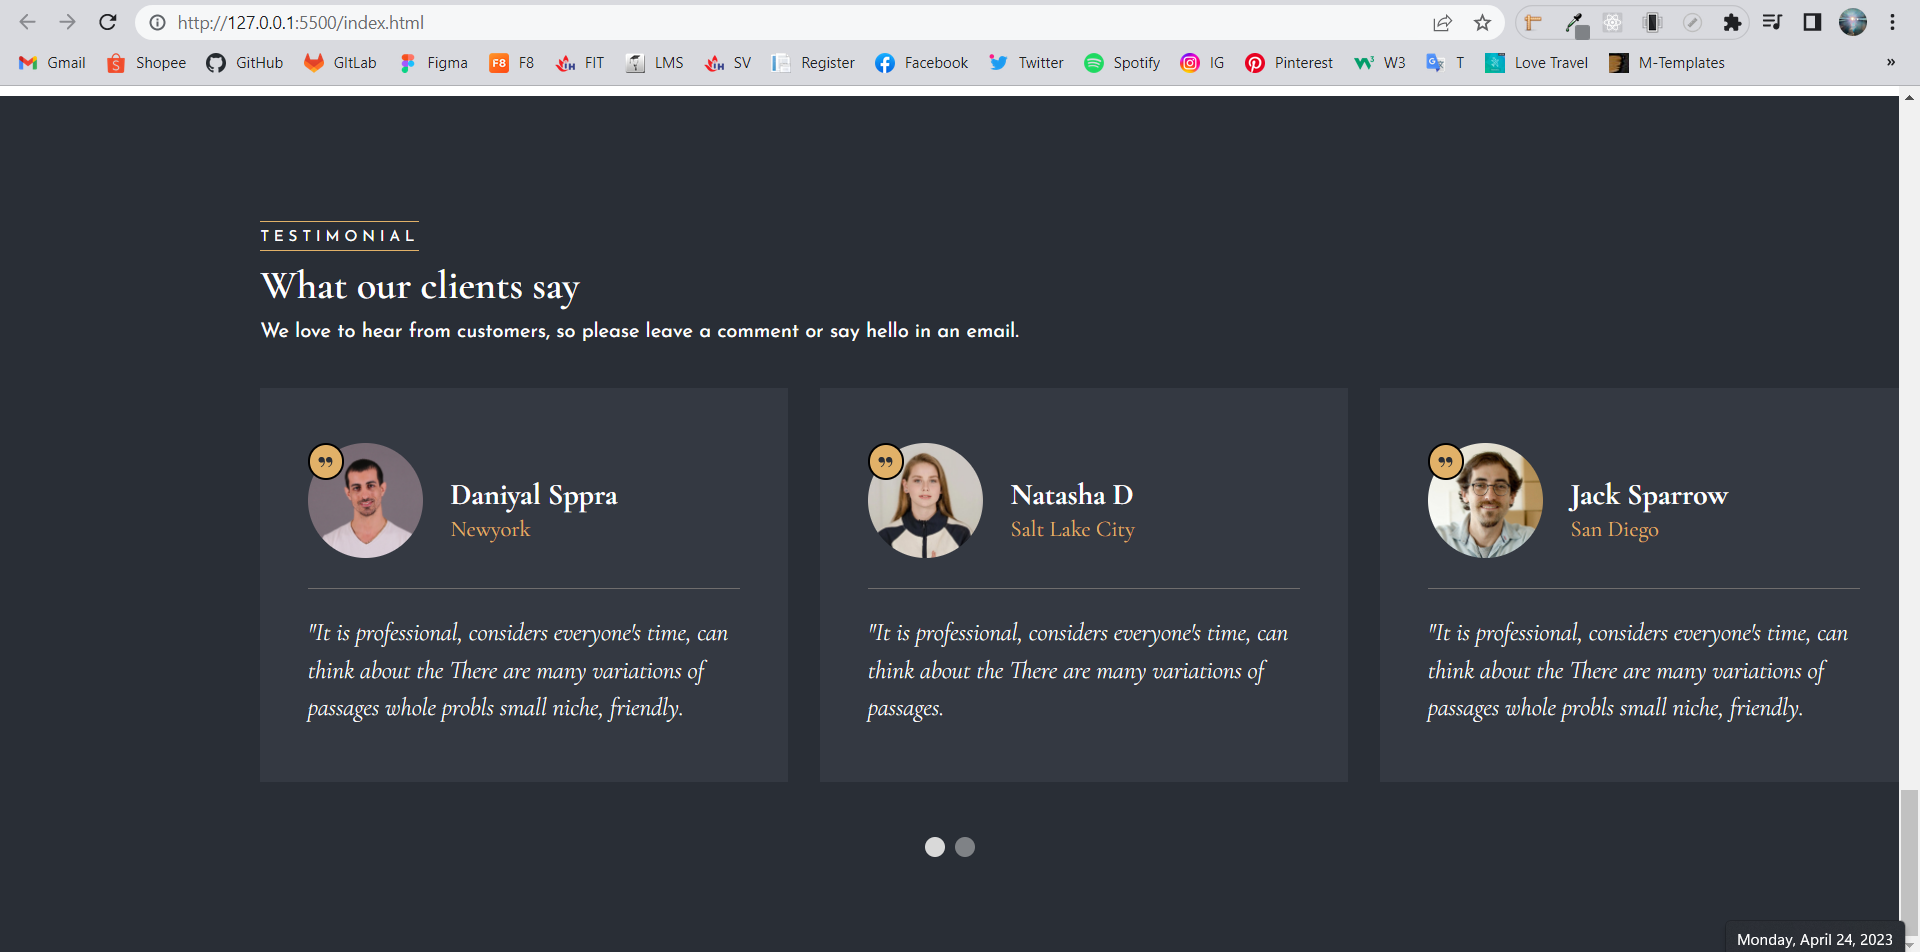 http://127.0.0.1:5500/index.html
Gmail Shopee GitHub GItLab Figma F8 F8 FIT LMS SV Register Facebook Twitter Spotify IG Pinterest W3 T Love Travel M-Templates »
TESTIMONIAL
What our clients say
We love to hear from customers, so please leave a comment or say hello in an email.
Daniyal Sppra
Newyork
"It is professional, considers everyone's time, can
think about the There are many variations of
passages whole probls small niche, friendly.
Natasha D
Salt Lake City
"It is professional, considers everyone's time, can
think about the There are many variations of
passages.
Jack Sparrow
San Diego
"It is professional, considers everyone's time, can
think about the There are many variations of
passages whole probls small niche, friendly.
Monday, April 24, 2023